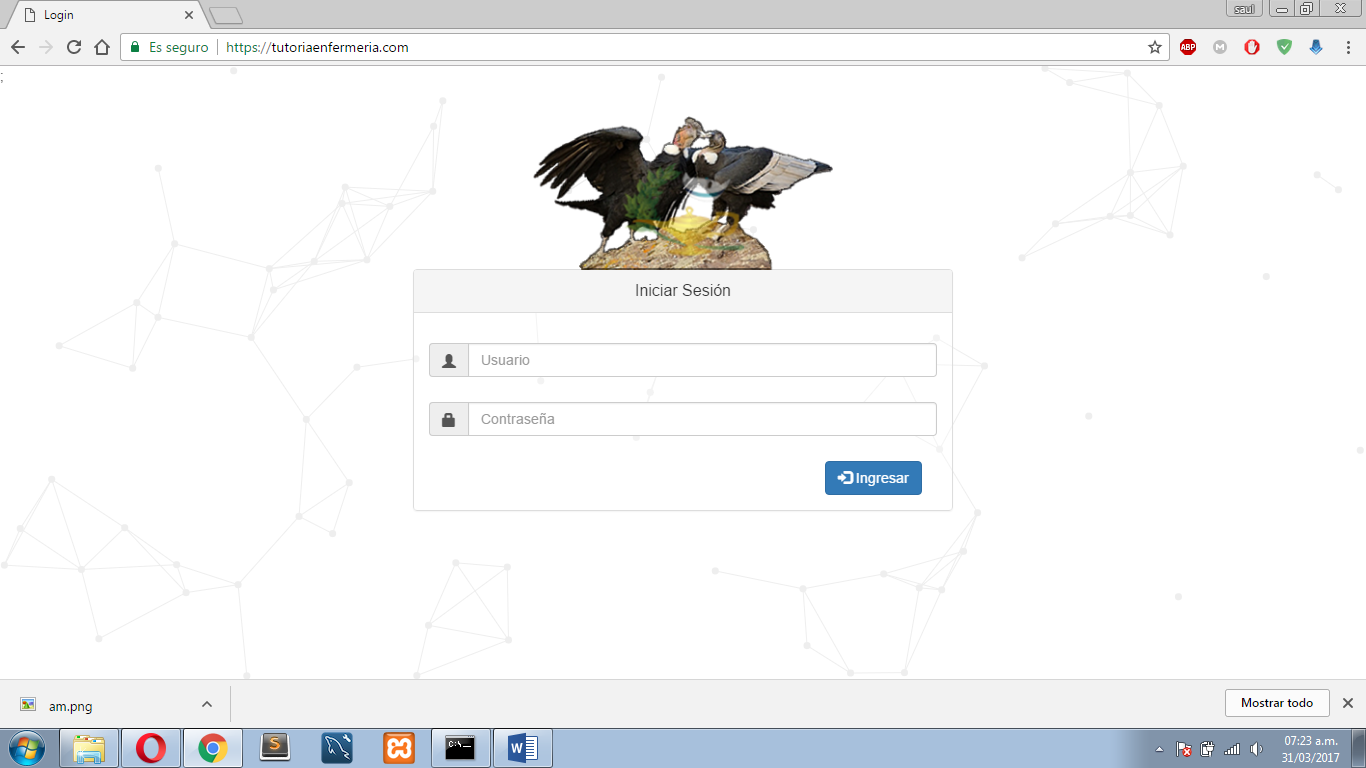 Login
saul
Es seguro
https://tutoriaenfermeria.com
ABP
M
;
Iniciar Sesión
Usuario
Contraseña
Ingresar
am.png
Mostrar todo
S
C:\.
W
07:23 a.m.
31/03/2017